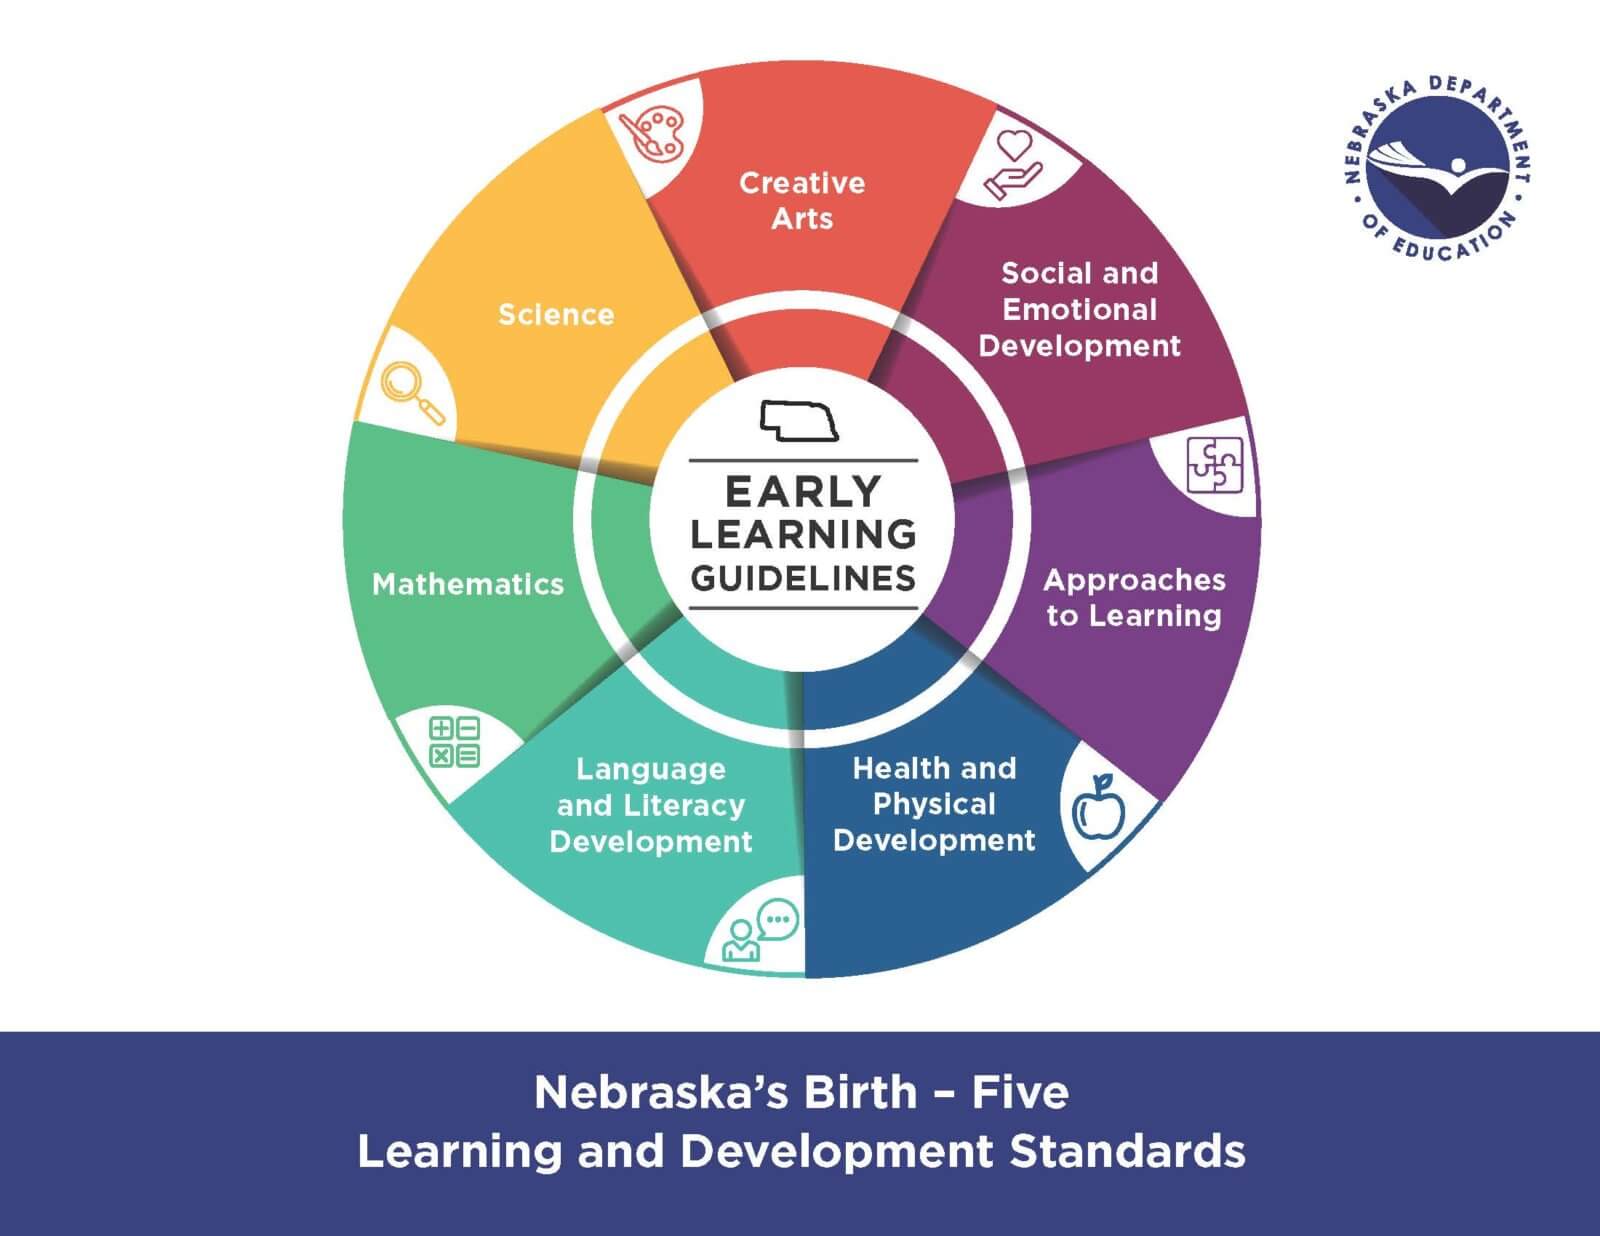 NEBRASKA DEPARTMENT
• OF EDUCATION •
Creative
Arts
Social and
Emotional
Development
Science
EARLY
LEARNING
GUIDELINES
Approaches
to Learning
Mathematics
Health and
Physical
Development
Language
and Literacy
Development
Nebraska’s Birth – Five
Learning and Development Standards